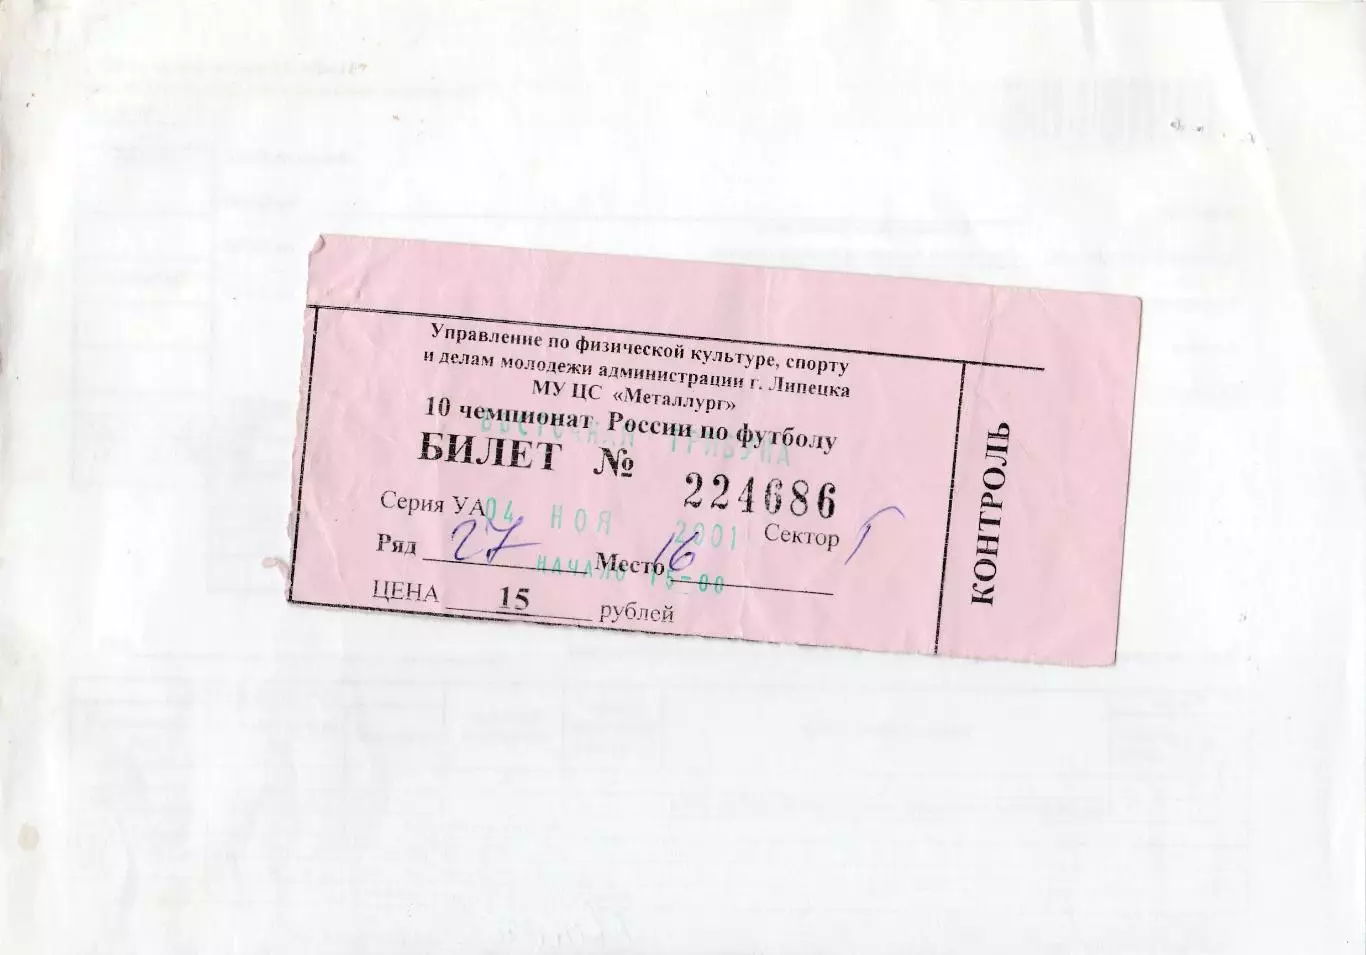 Управление по физической культуре, спорту
и делам молодежи администрации г. Липецка
МУ ЦС «Металлург»
10 чемпионат России по футболу
ВОСТОЧНАЯ ТРИБУНА
БИЛЕТ № 224686
Серия УА
04 НОЯ 2001
Сектор
Ряд 27 Место 16
НАЧАЛО 15-00
ЦЕНА 15 рублей
КОНТРОЛЬ